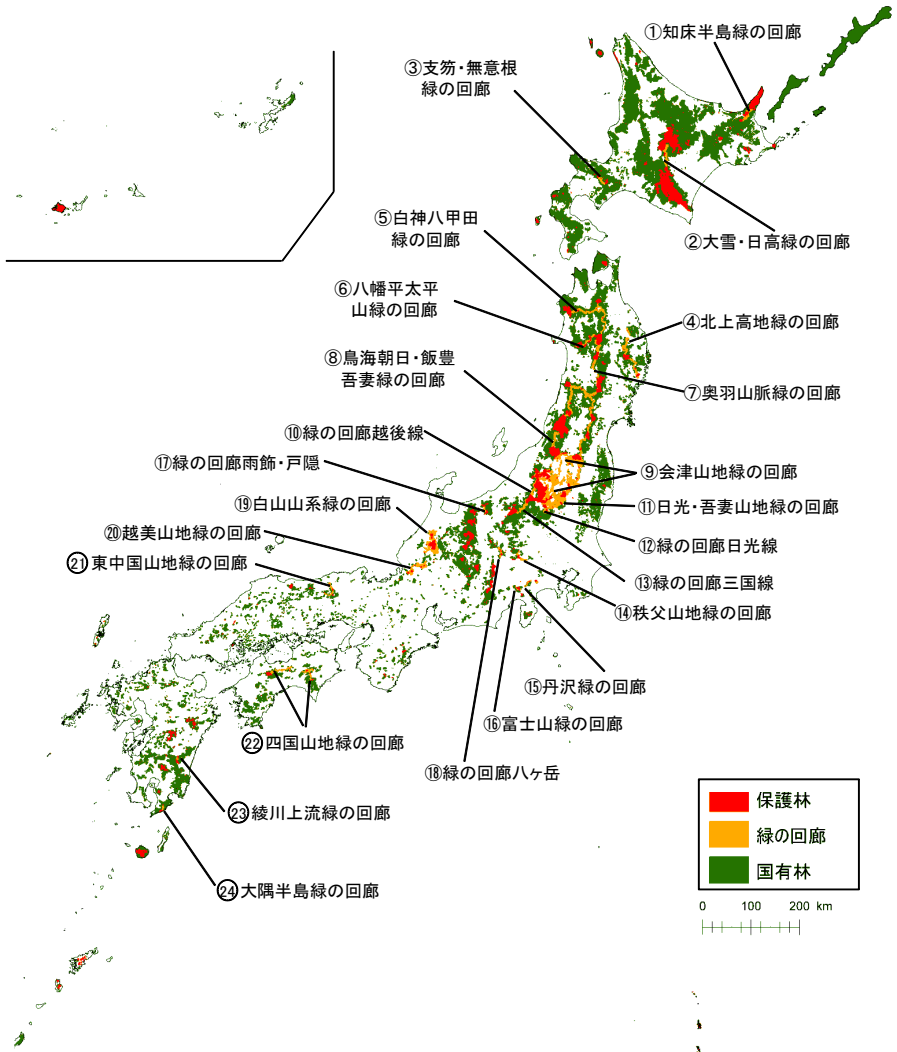 ①知床半島緑の回廊
③支笏・無意根
緑の回廊
⑤白神八甲田
緑の回廊
②大雪・日高緑の回廊
⑥八幡平太平
山緑の回廊
④北上高地緑の回廊
⑧鳥海朝日・飯豊
吾妻緑の回廊
⑦奥羽山脈緑の回廊
⑩緑の回廊越後線
⑰緑の回廊雨飾・戸隠
⑨会津山地緑の回廊
⑲白山山系緑の回廊
⑪日光・吾妻山地緑の回廊
⑳越美山地緑の回廊
⑫緑の回廊日光線
㉑東中国山地緑の回廊
⑬緑の回廊三国線
⑭秩父山地緑の回廊
⑮丹沢緑の回廊
⑯富士山緑の回廊
㉒四国山地緑の回廊
⑱緑の回廊八ヶ岳
㉓綾川上流緑の回廊
㉔大隅半島緑の回廊
保護林
緑の回廊
国有林
0 100 200 km